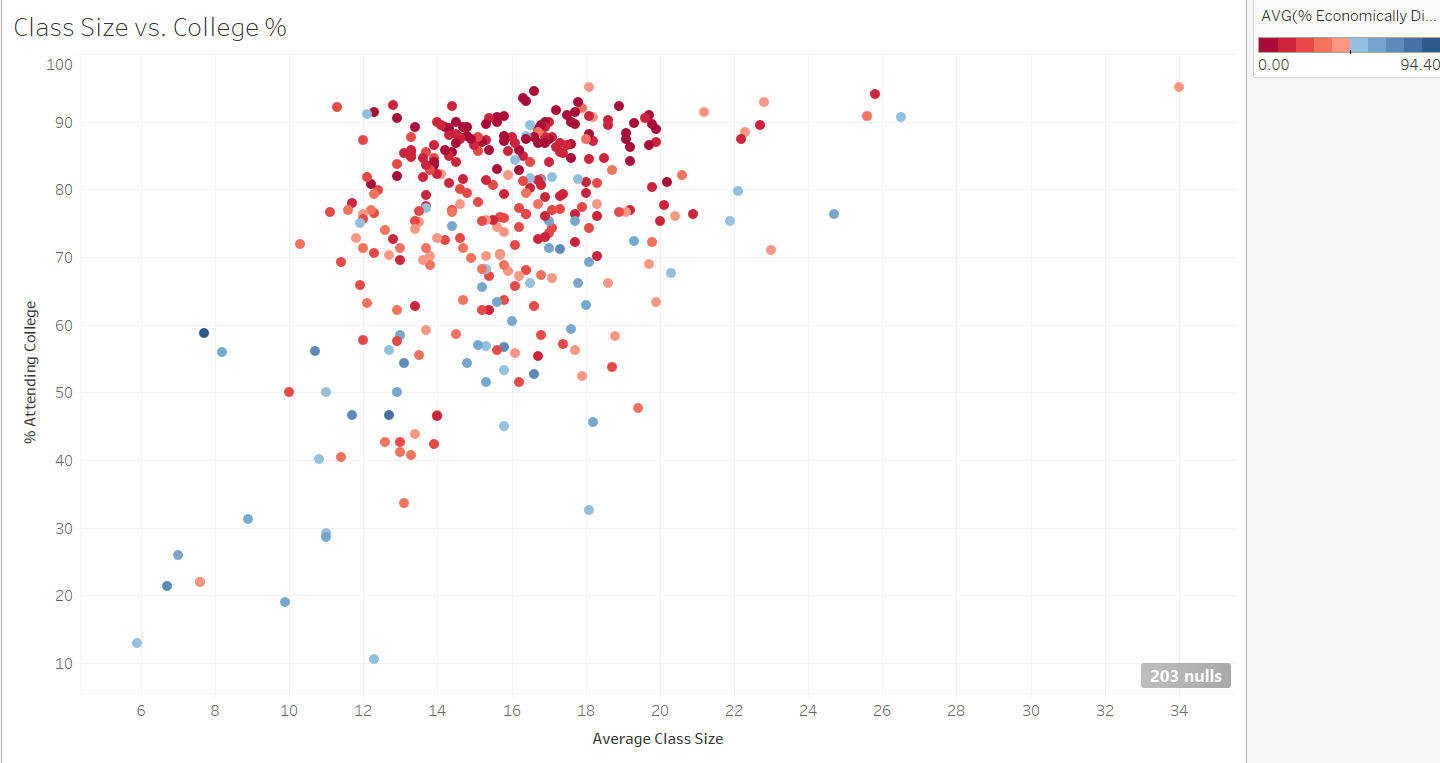 Class Size vs. College %
AVG(% Economically Di...
0.00
94.40
100
90
80
70
60
50
40
30
20
10
% Attending College
203 nulls
6 8 10 12 14 16 18 20 22 24 26 28 30 32 34
Average Class Size